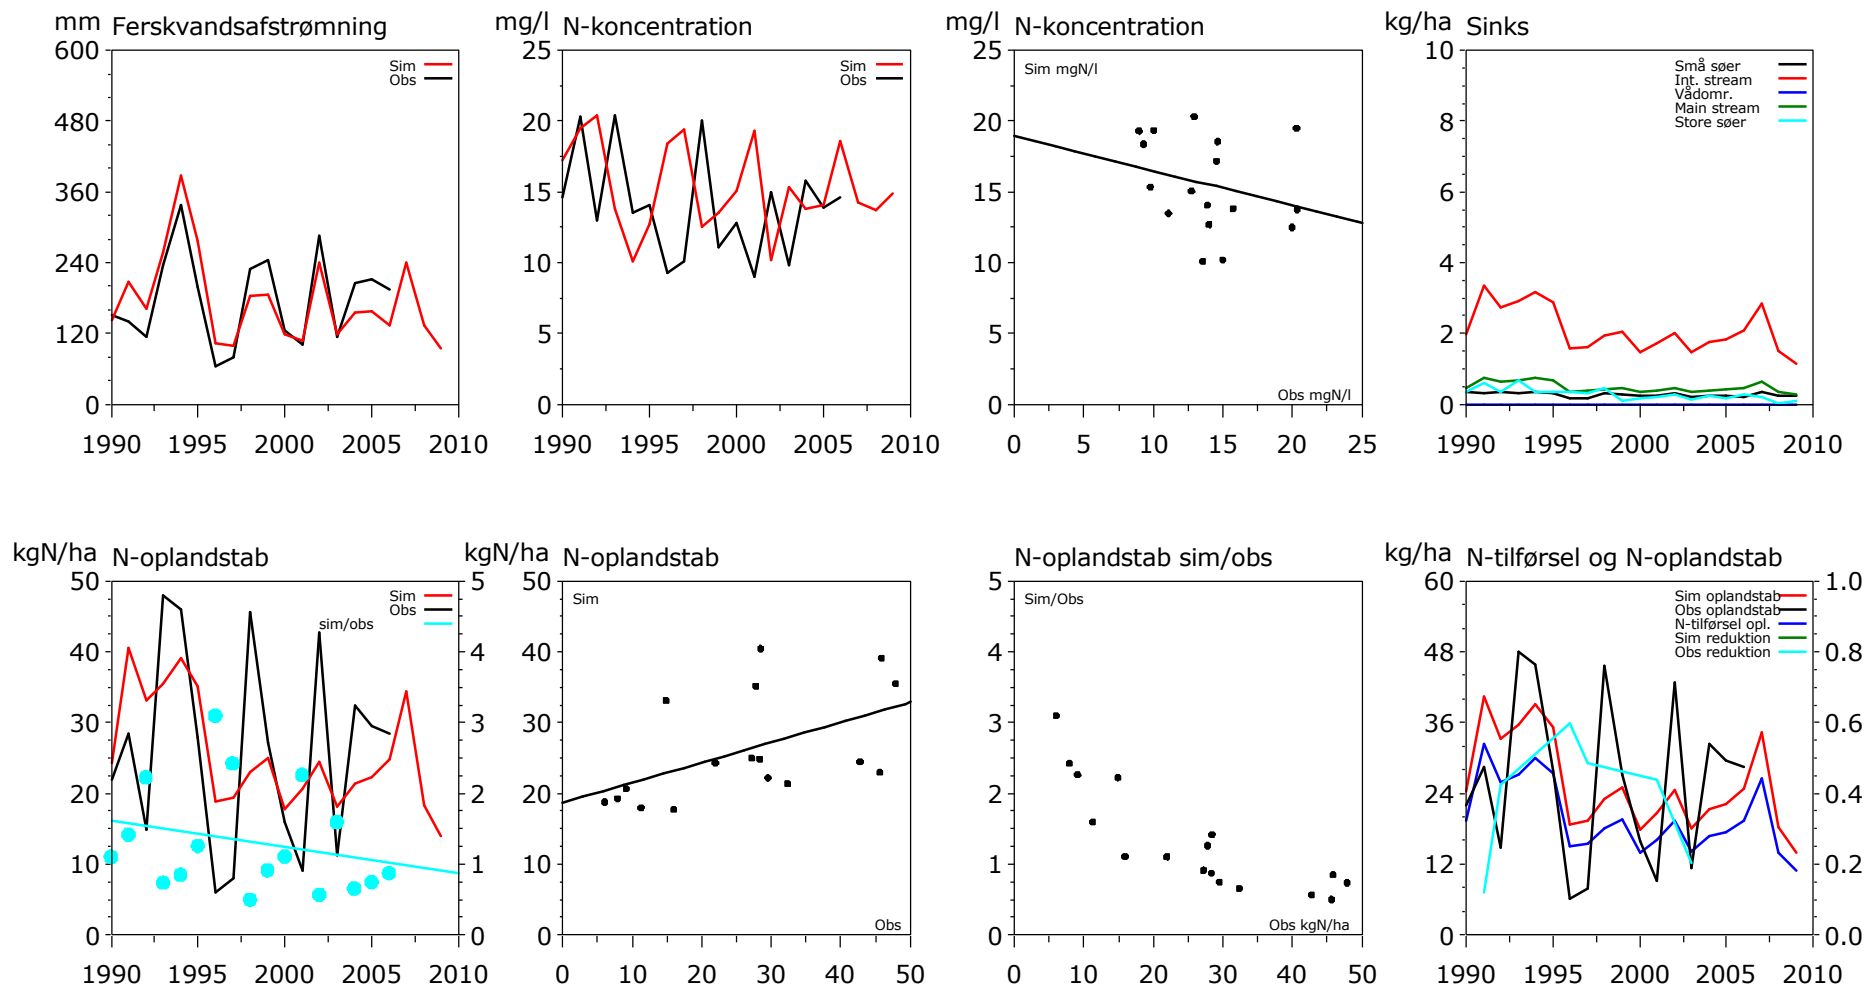 mm Ferskvandsafstrømning
600
480
360
240
120
0
Sim
Obs
1990 1995 2000 2005 2010
mg/l N-koncentration
25
20
15
10
5
0
Sim
Obs
1990 1995 2000 2005 2010
mg/l N-koncentration
25
20
15
10
5
0
Sim mgN/l
Obs mgN/l
0 5 10 15 20 25
kg/ha Sinks
10
8
6
4
2
0
Små søer
Int. stream
Vådomr.
Main stream
Store søer
1990 1995 2000 2005 2010
kgN/ha N-oplandstab
50
40
30
20
10
0
Sim
Obs
sim/obs
5
4
3
2
1
0
1990 1995 2000 2005 2010
kgN/ha N-oplandstab
50
40
30
20
10
0
Sim
Obs
0 10 20 30 40 50
N-oplandstab sim/obs
5
4
3
2
1
0
Sim/Obs
Obs kgN/ha
0 10 20 30 40 50
kg/ha N-tilførsel og N-oplandstab
60
48
36
24
12
0
Sim oplandstab
Obs oplandstab
N-tilførsel opl.
Sim reduktion
Obs reduktion
1.0
0.8
0.6
0.4
0.2
0.0
1990 1995 2000 2005 2010